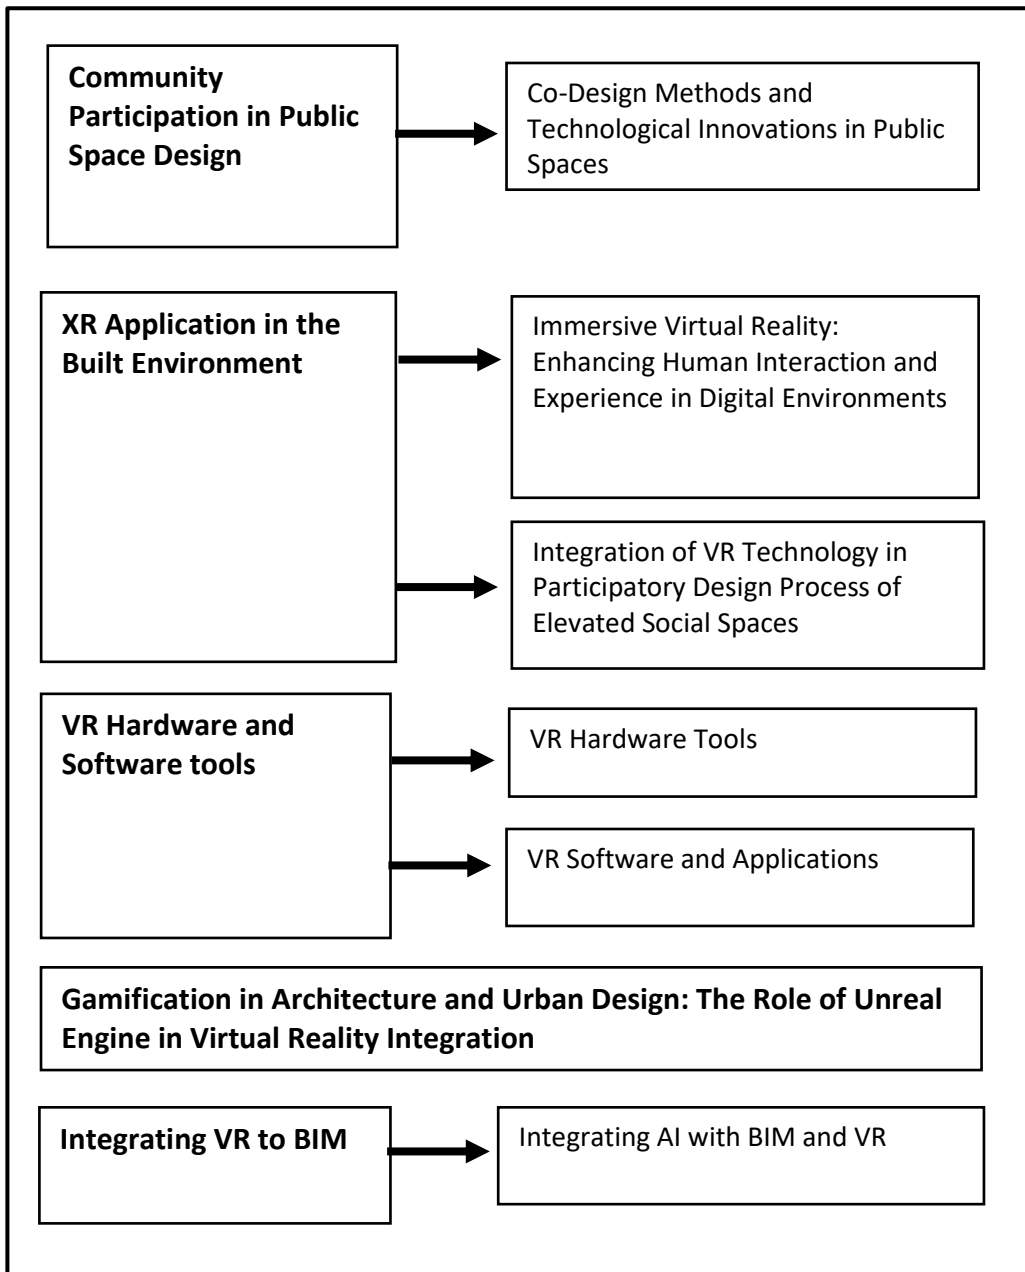 Community
Participation in Public
Space Design
Co-Design Methods and
Technological Innovations in Public
Spaces
XR Application in the
Built Environment
Immersive Virtual Reality:
Enhancing Human Interaction and
Experience in Digital Environments
Integration of VR Technology in
Participatory Design Process of
Elevated Social Spaces
VR Hardware and
Software tools
VR Hardware Tools
VR Software and Applications
Gamification in Architecture and Urban Design: The Role of Unreal
Engine in Virtual Reality Integration
Integrating VR to BIM
Integrating AI with BIM and VR